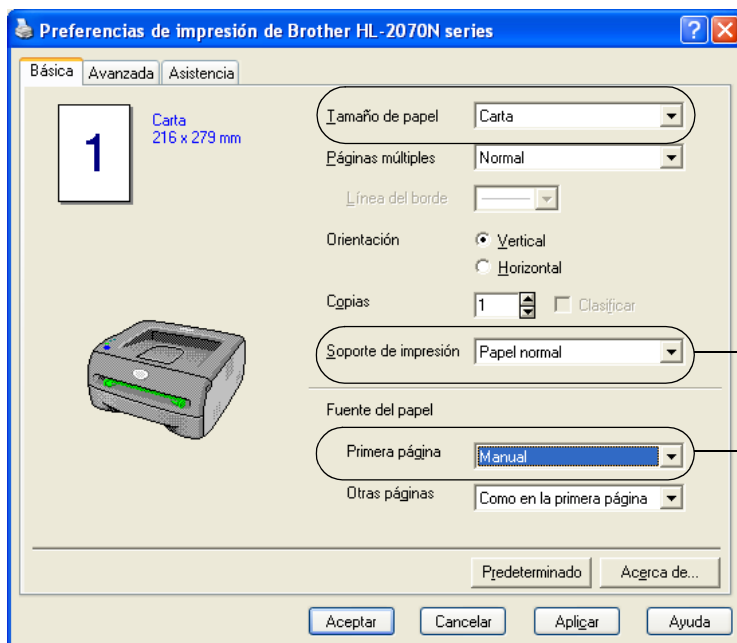 Preferencias de impresión de Brother HL-2070N series
Básica Avanzada Asistencia
1
Carta
216 x 279 mm
Tamaño de papel Carta
Páginas múltiples Normal
Línea del borde
Orientación Vertical
Horizontal
Copias 1 Clasificar
Soporte de impresión Papel normal
Fuente del papel
Primera página Manual
Otras páginas Como en la primera página
Predeterminado Acerca de...
Aceptar Cancelar Aplicar Ayuda